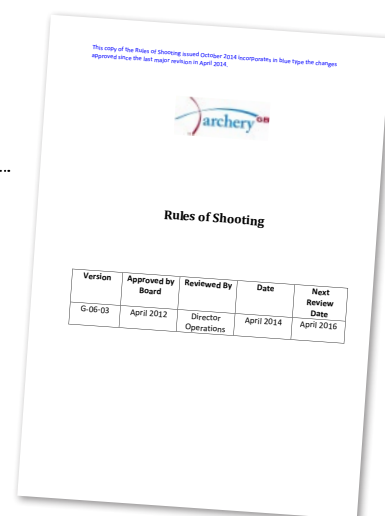 This copy of the Rules of Shooting issued October 2014 incorporates in blue type the changes
approved since the last major revision in April 2014.
...
archery GB
Rules of Shooting
Version Approved by Board Reviewed By Date Next Review Date
G-06-03 April 2012 Director Operations April 2014 April 2016